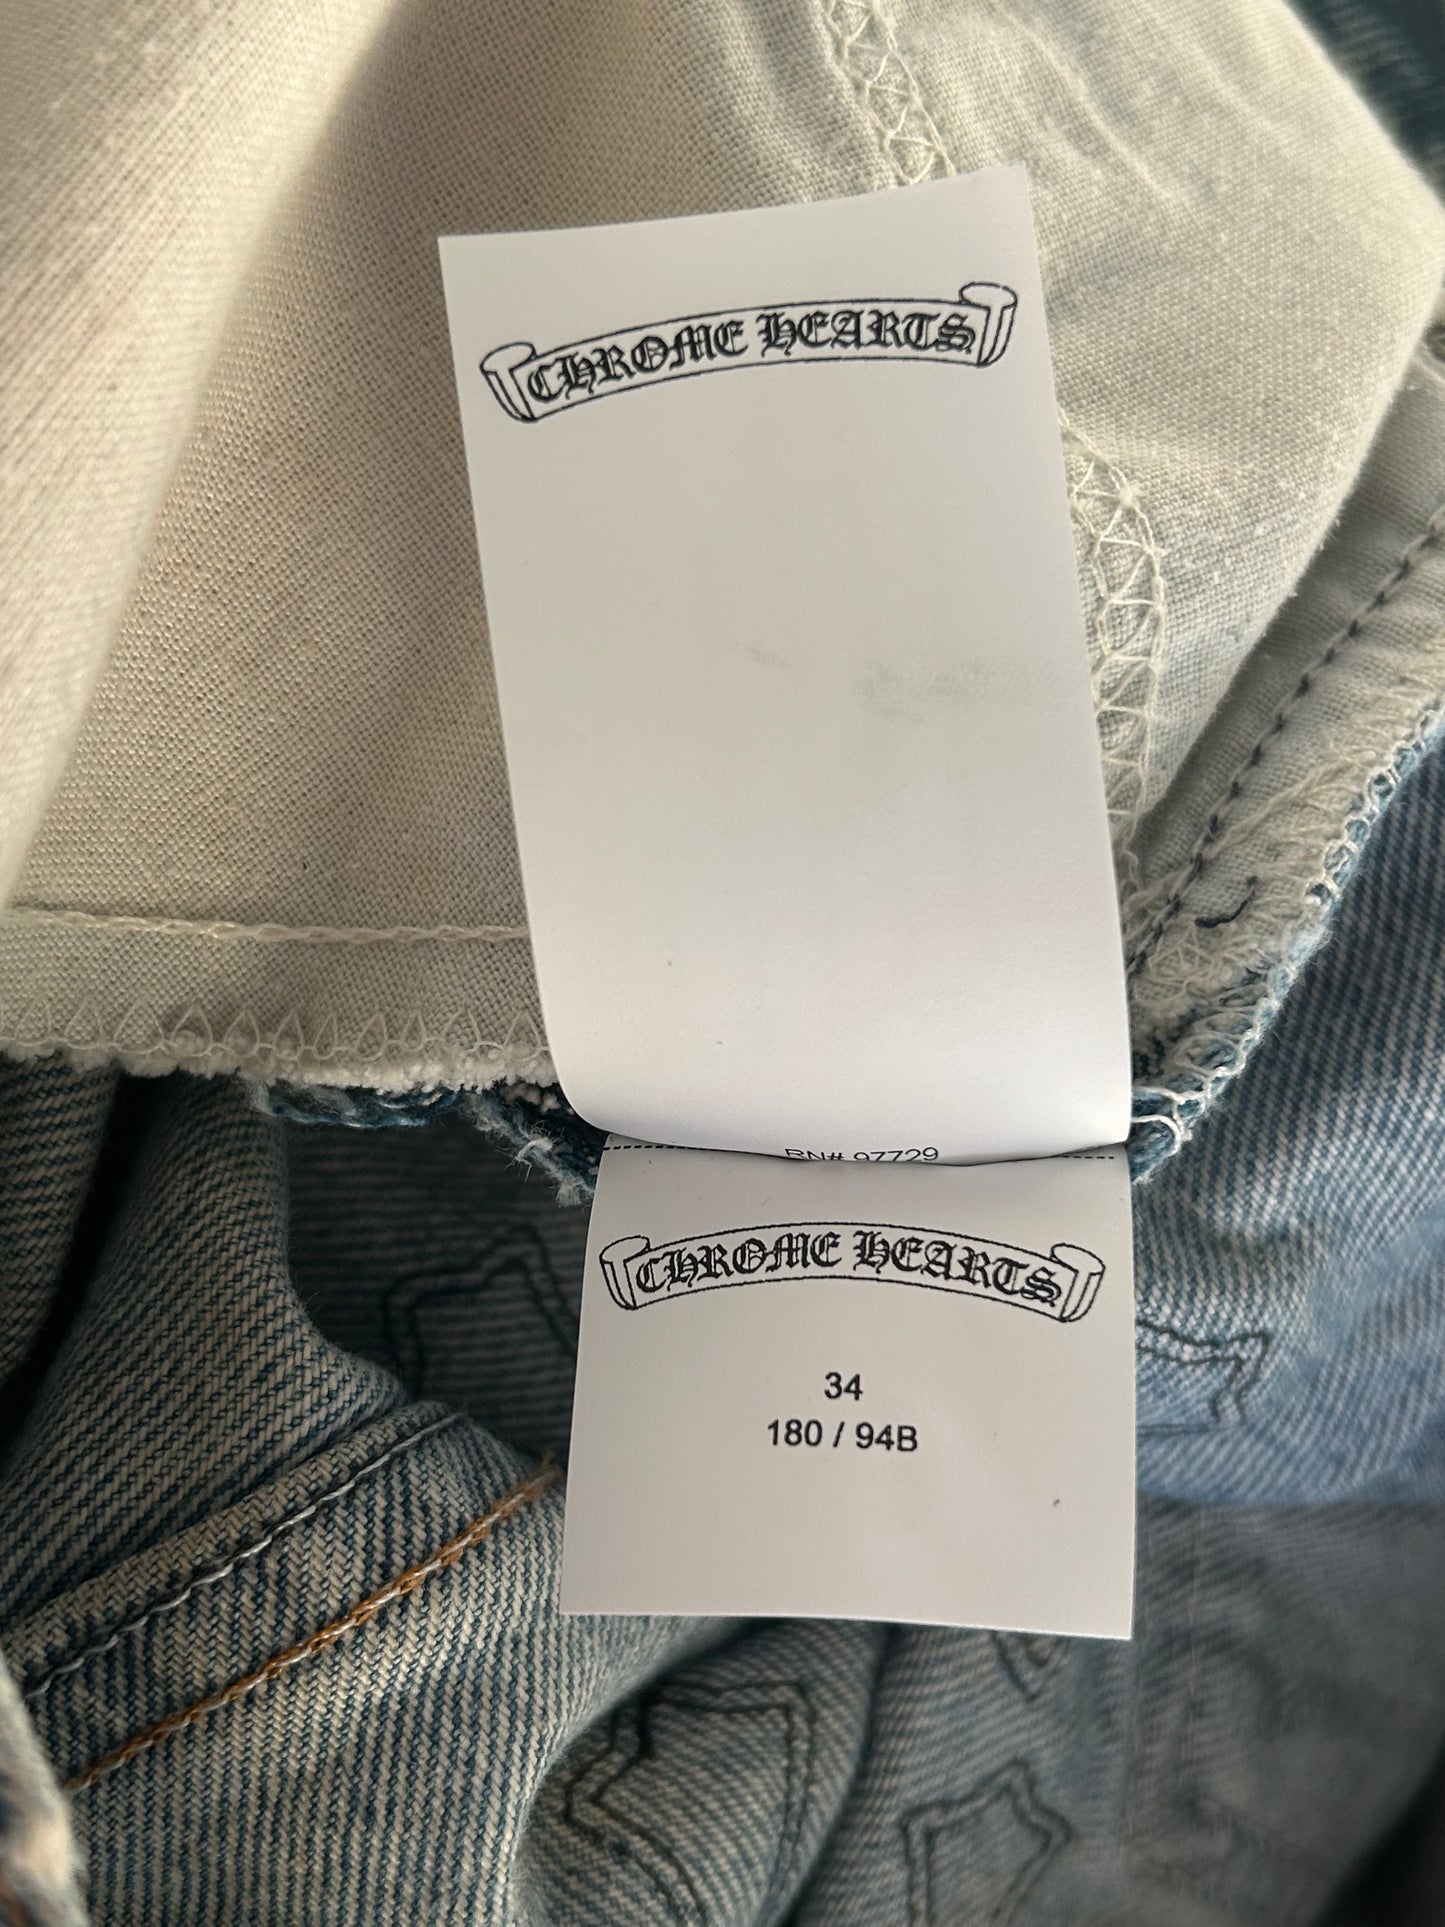 CHROME HEARTS
RN# 97729
CHROME HEARTS
34
180 / 94B